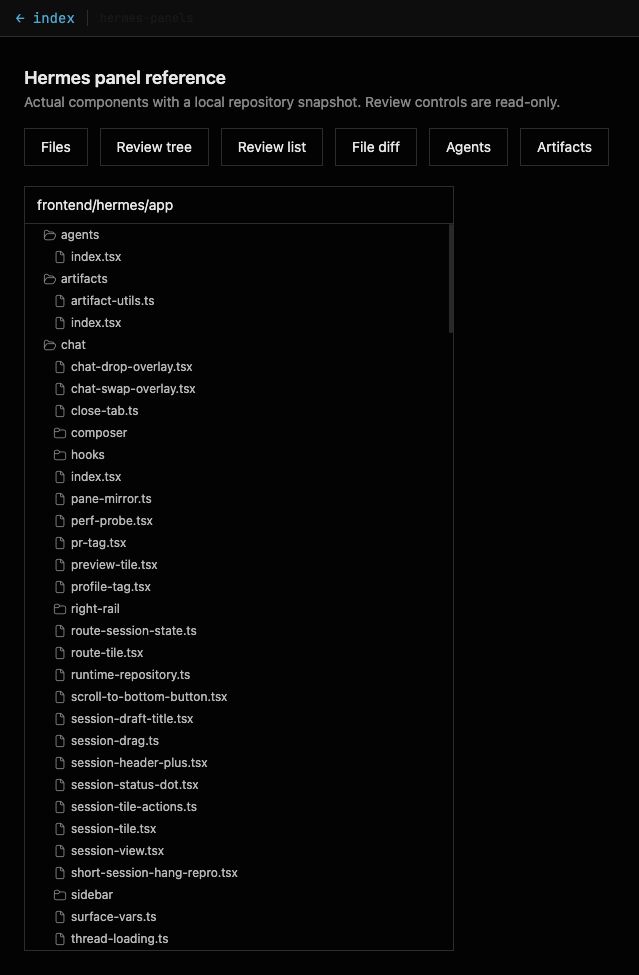 ← index | hermes-panels
Hermes panel reference
Actual components with a local repository snapshot. Review controls are read-only.
Files Review tree Review list File diff Agents Artifacts
frontend/hermes/app
agents
index.tsx
artifacts
artifact-utils.ts
index.tsx
chat
chat-drop-overlay.tsx
chat-swap-overlay.tsx
close-tab.ts
composer
hooks
index.tsx
pane-mirror.ts
perf-probe.tsx
pr-tag.tsx
preview-tile.tsx
profile-tag.tsx
right-rail
route-session-state.ts
route-tile.tsx
runtime-repository.ts
scroll-to-bottom-button.tsx
session-draft-title.tsx
session-drag.ts
session-header-plus.tsx
session-status-dot.tsx
session-tile-actions.ts
session-tile.tsx
session-view.tsx
short-session-hang-repro.tsx
sidebar
surface-vars.ts
thread-loading.ts